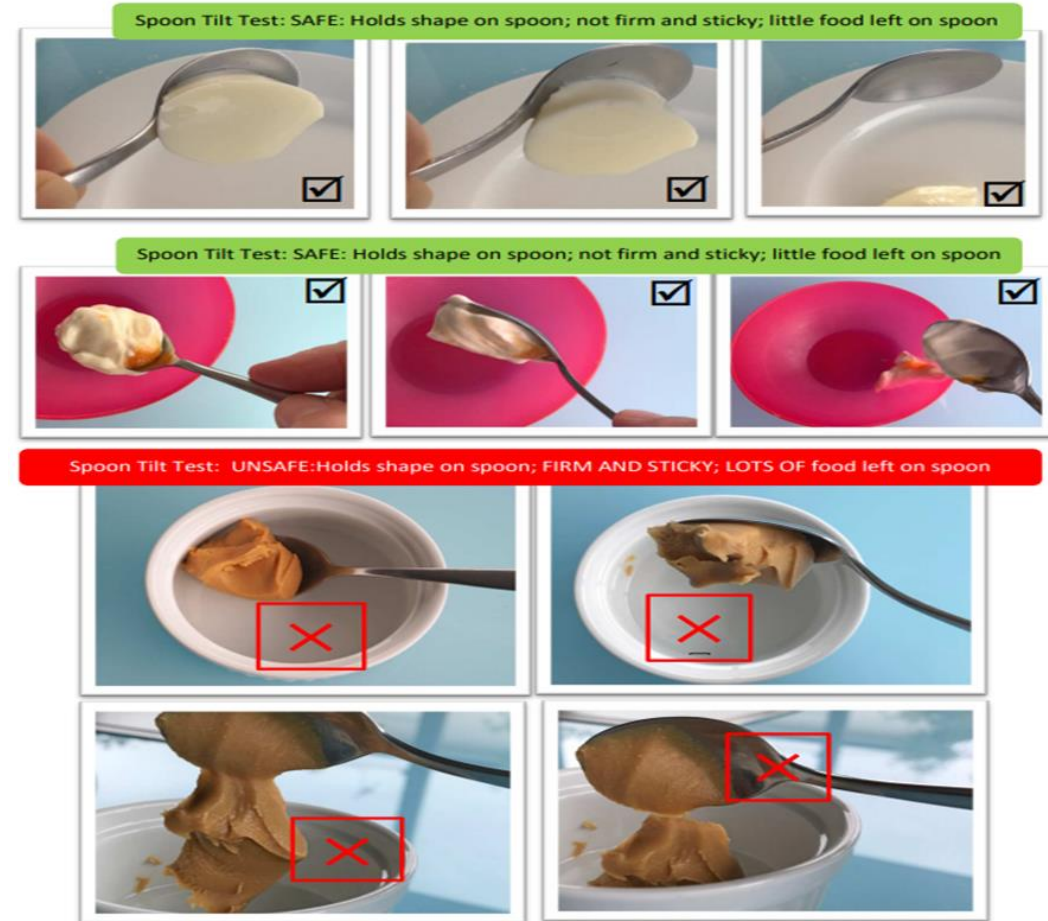 Spoon Tilt Test: SAFE: Holds shape on spoon; not firm and sticky; little food left on spoon
Spoon Tilt Test: SAFE: Holds shape on spoon; not firm and sticky; little food left on spoon
Spoon Tilt Test:  UNSAFE:Holds shape on spoon; FIRM AND STICKY; LOTS OF food left on spoon